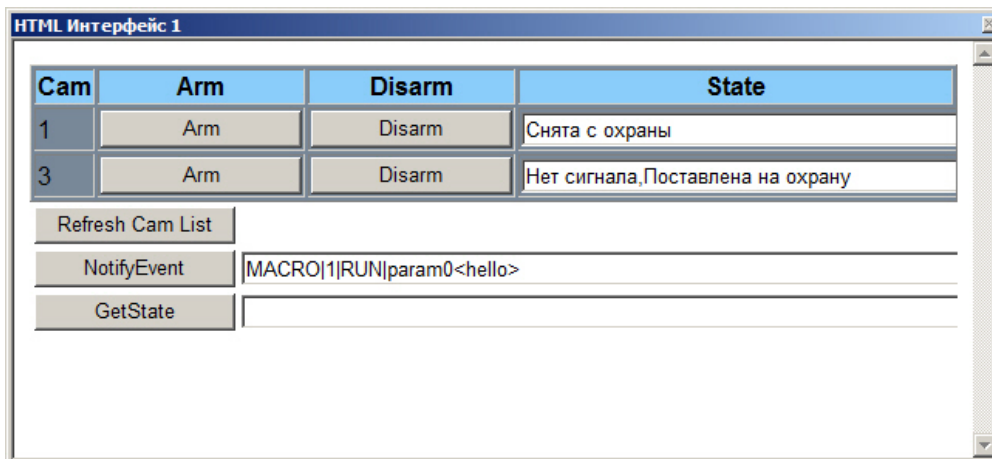 HTML Интерфейс 1
Cam Arm Disarm State
1 Arm Disarm Снята с охраны
3 Arm Disarm Нет сигнала,Поставлена на охрану
Refresh Cam List
NotifyEvent MACRO|1|RUN|param0<hello>
GetState